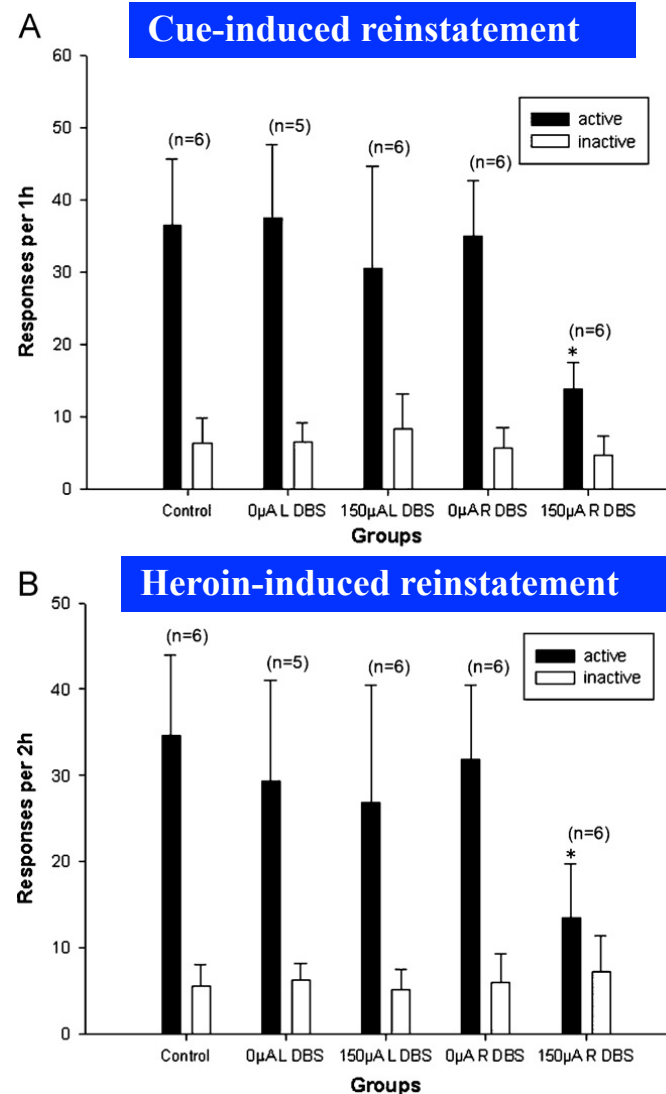 A
Cue-induced reinstatement
60
50
40
30
20
10
0
Responses per 1h
(n=6)
(n=5)
(n=6)
(n=6)
(n=6)
*
active
inactive
Control
0µA L DBS
150µA L DBS
0µA R DBS
150µA R DBS
Groups
B
Heroin-induced reinstatement
50
40
30
20
10
0
Responses per 2h
(n=6)
(n=5)
(n=6)
(n=6)
(n=6)
*
active
inactive
Control
0µA L DBS
150µA L DBS
0µA R DBS
150µA R DBS
Groups